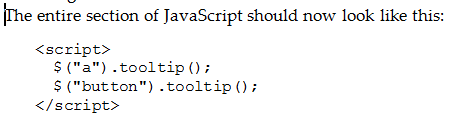 The entire section of JavaScript should now look like this:
<script>
$("a").tooltip();
$("button").tooltip();
</script>